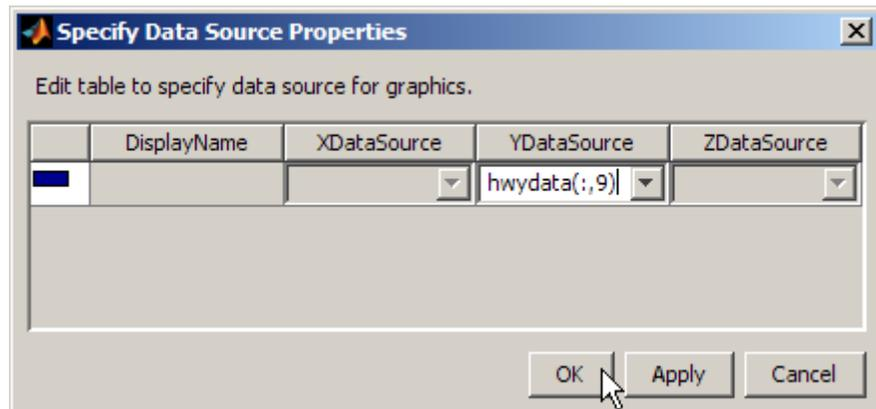 Specify Data Source Properties
Edit table to specify data source for graphics.
DisplayName XDataSource YDataSource ZDataSource
hwydata(:,9)
OK Apply Cancel